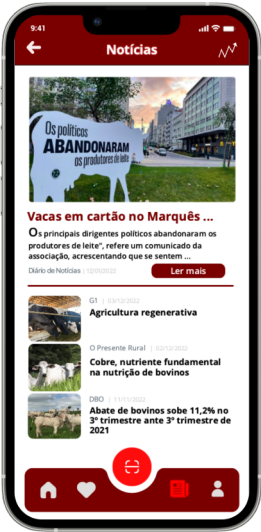 9:41
Notícias
Os políticos
ABANDONARAM
os produtores de leite
Vacas em cartão no Marquês ...
Os principais dirigentes políticos abandonaram os
produtores de leite", refere um comunicado da
associação, acrescentando que se sentem ...
Diário de Notícias | 12/01/2022
Ler mais
G1 | 03/12/2022
Agricultura regenerativa
O Presente Rural | 02/12/2022
Cobre, nutriente fundamental
na nutrição de bovinos
DBO | 11/11/2022
Abate de bovinos sobe 11,2% no
3º trimestre ante 3º trimestre de
2021